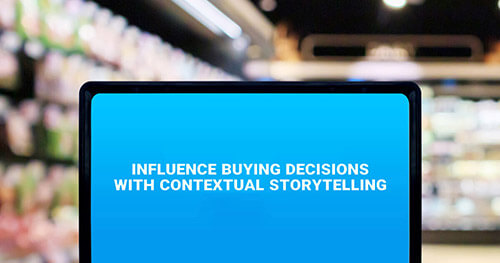 INFLUENCE BUYING DECISIONS
WITH CONTEXTUAL STORYTELLING